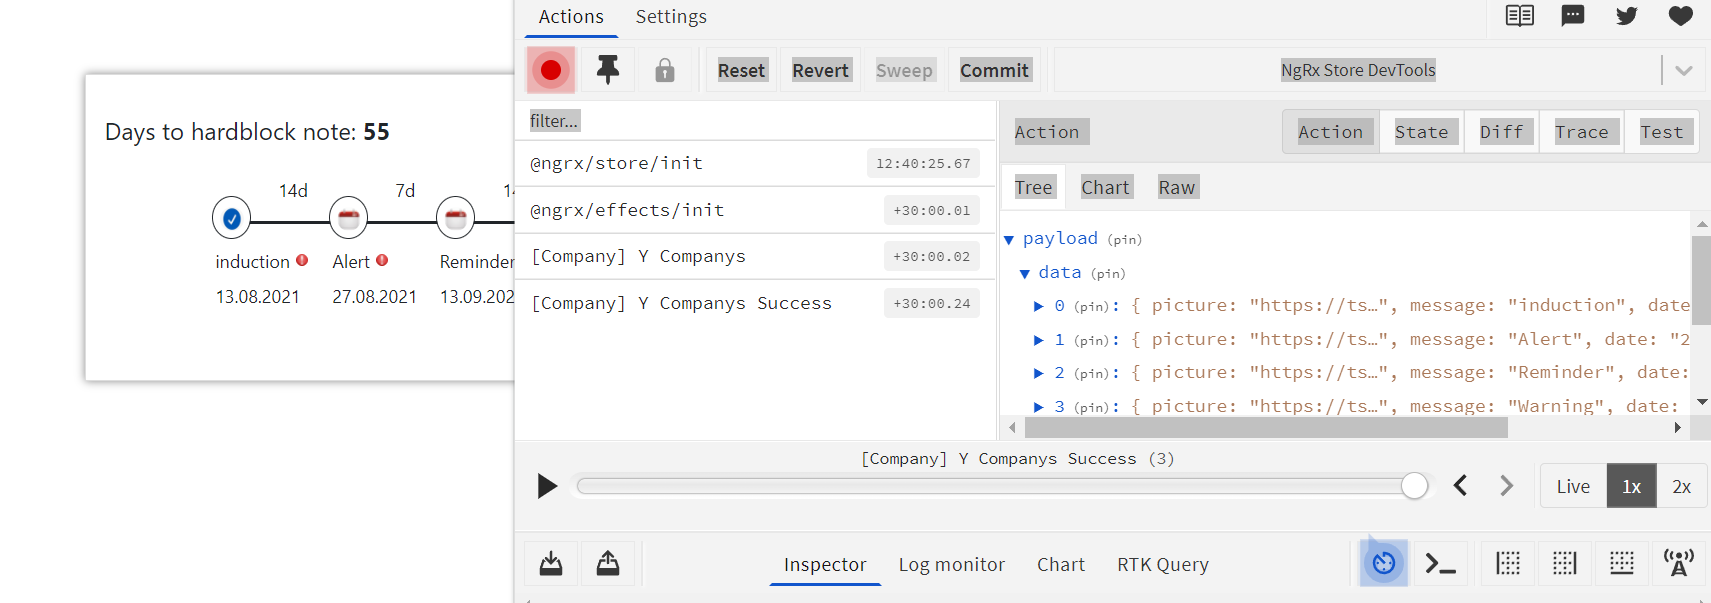 Actions Settings
Reset Revert Sweep Commit NgRx Store DevTools
filter...
@ngrx/store/init 12:40:25.67
@ngrx/effects/init +30:00.01
[Company] Y Companys +30:00.02
[Company] Y Companys Success +30:00.24
Action Action State Diff Trace Test
Tree Chart Raw
payload (pin)
data (pin)
0 (pin): { picture: "https://ts…", message: "induction", date
1 (pin): { picture: "https://ts…", message: "Alert", date: "2
2 (pin): { picture: "https://ts…", message: "Reminder", date:
3 (pin): { picture: "https://ts…", message: "Warning", date:
Days to hardblock note: 55
14d 7d 14
induction Alert Reminder
13.08.2021 27.08.2021 13.09.202
[Company] Y Companys Success (3)
Live 1x 2x
Inspector Log monitor Chart RTK Query